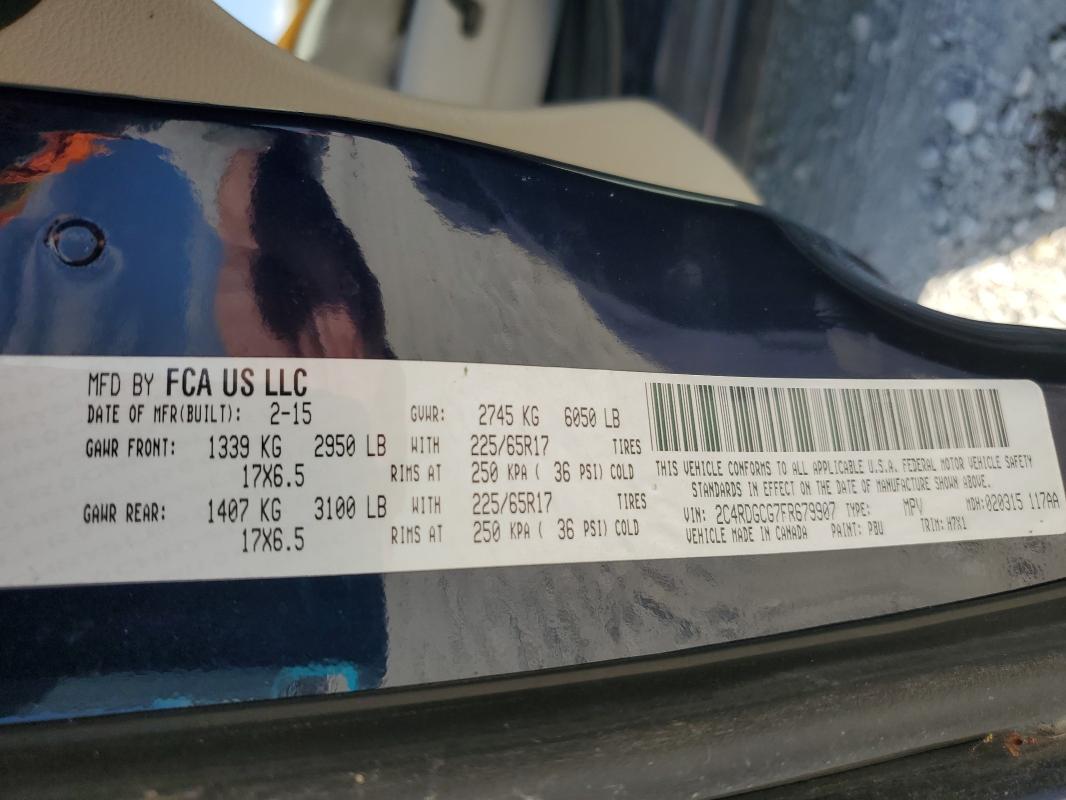 MFD BY FCA US LLC
DATE OF MFR(BUILT): 2-15 GVWR: 2745 KG 6050 LB
GAWR FRONT: 1339 KG 2950 LB WITH 225/65R17 TIRES
17X6.5 RIMS AT 250 KPA ( 36 PSI) COLD
GAWR REAR: 1407 KG 3100 LB WITH 225/65R17 TIRES
17X6.5 RIMS AT 250 KPA ( 36 PSI) COLD
THIS VEHICLE CONFORMS TO ALL APPLICABLE U.S.A. FEDERAL MOTOR VEHICLE SAFETY
STANDARDS IN EFFECT ON THE DATE OF MANUFACTURE SHOWN ABOVE.
VIN: 2C4RDGCG7FR679907 TYPE: MPV MDH:020315 117AA
VEHICLE MADE IN CANADA PAINT: PBU TRIM: H7X1